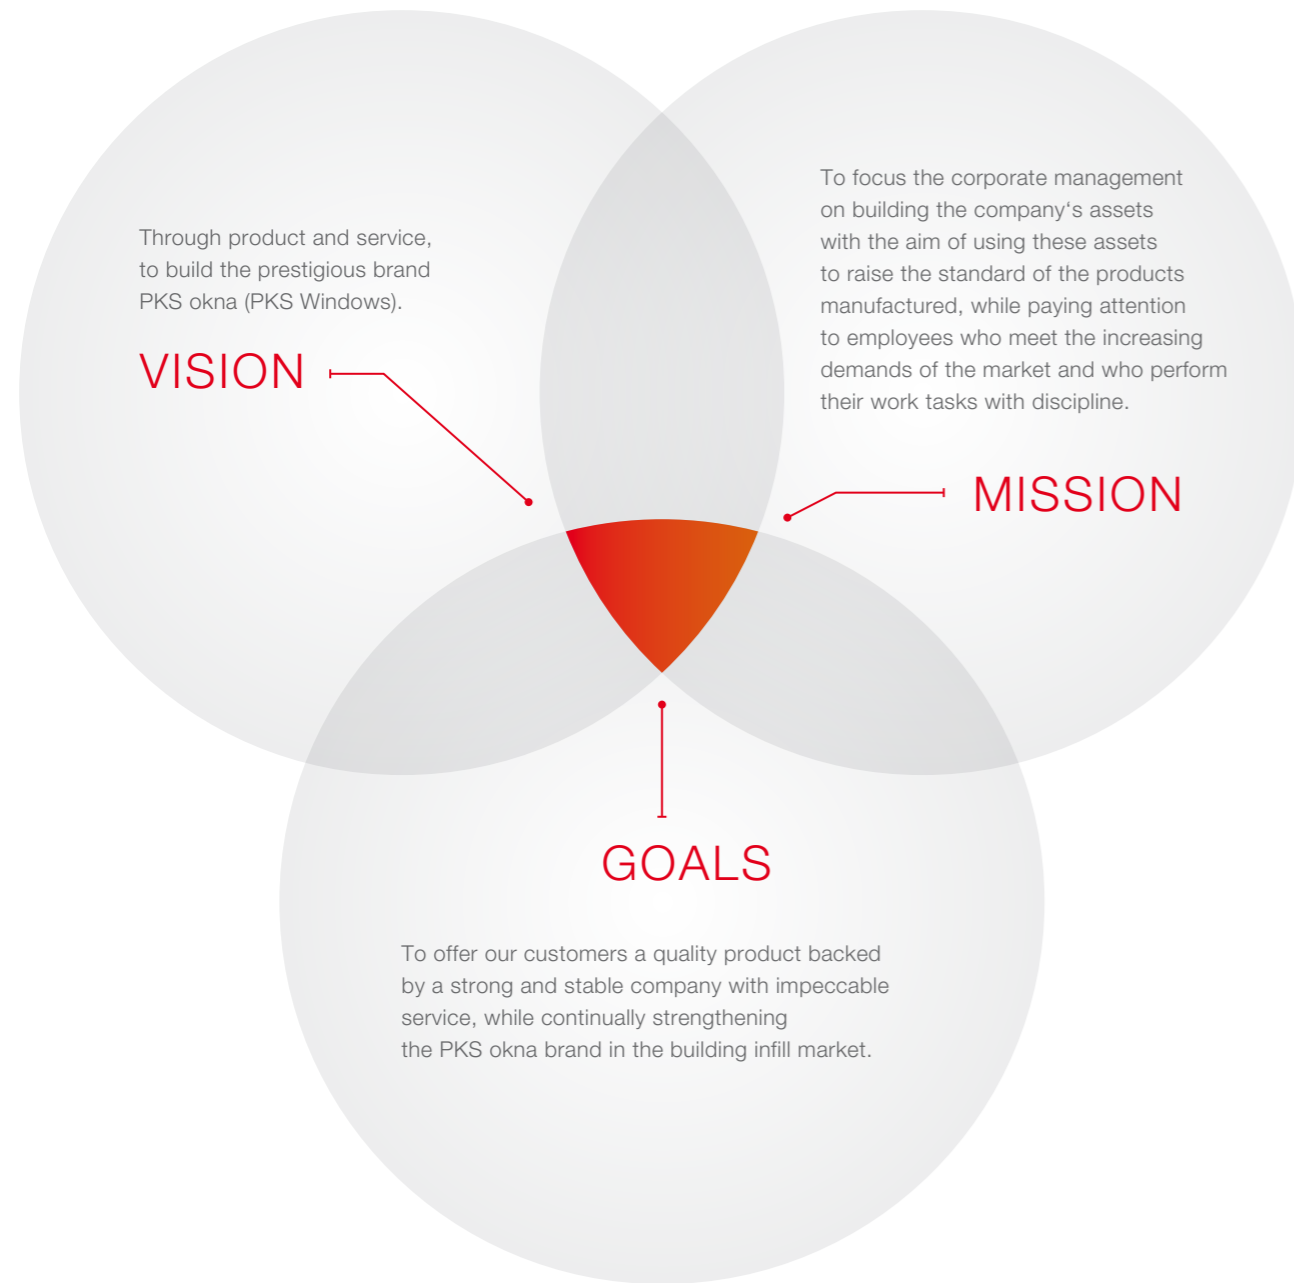 Through product and service,
to build the prestigious brand
PKS okna (PKS Windows).
VISION
To focus the corporate management
on building the company‘s assets
with the aim of using these assets
to raise the standard of the products
manufactured, while paying attention
to employees who meet the increasing
demands of the market and who perform
their work tasks with discipline.
MISSION
GOALS
To offer our customers a quality product backed
by a strong and stable company with impeccable
service, while continually strengthening
the PKS okna brand in the building infill market.